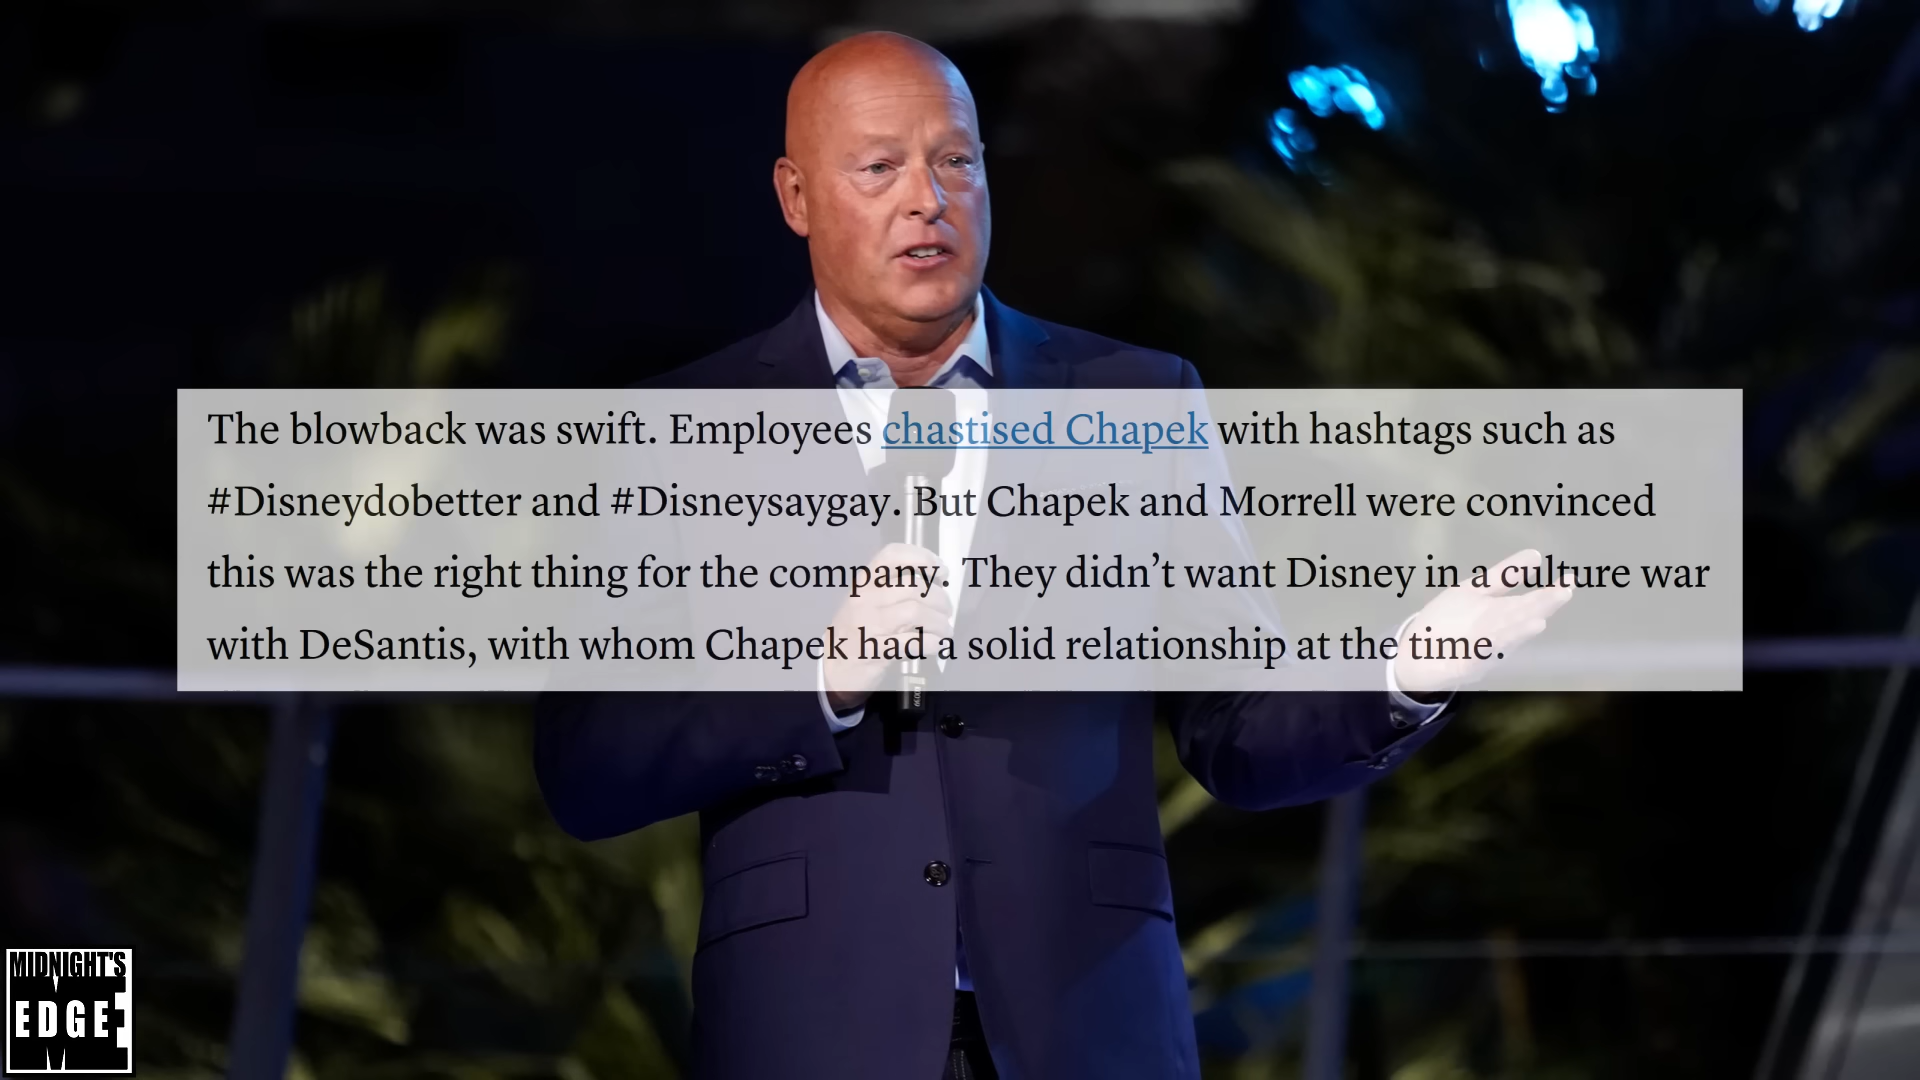 The blowback was swift. Employees chastised Chapek with hashtags such as
#Disneydobetter and #Disneysaygay. But Chapek and Morrell were convinced
this was the right thing for the company. They didn’t want Disney in a culture war
with DeSantis, with whom Chapek had a solid relationship at the time.
MIDNIGHT'S
EDGE